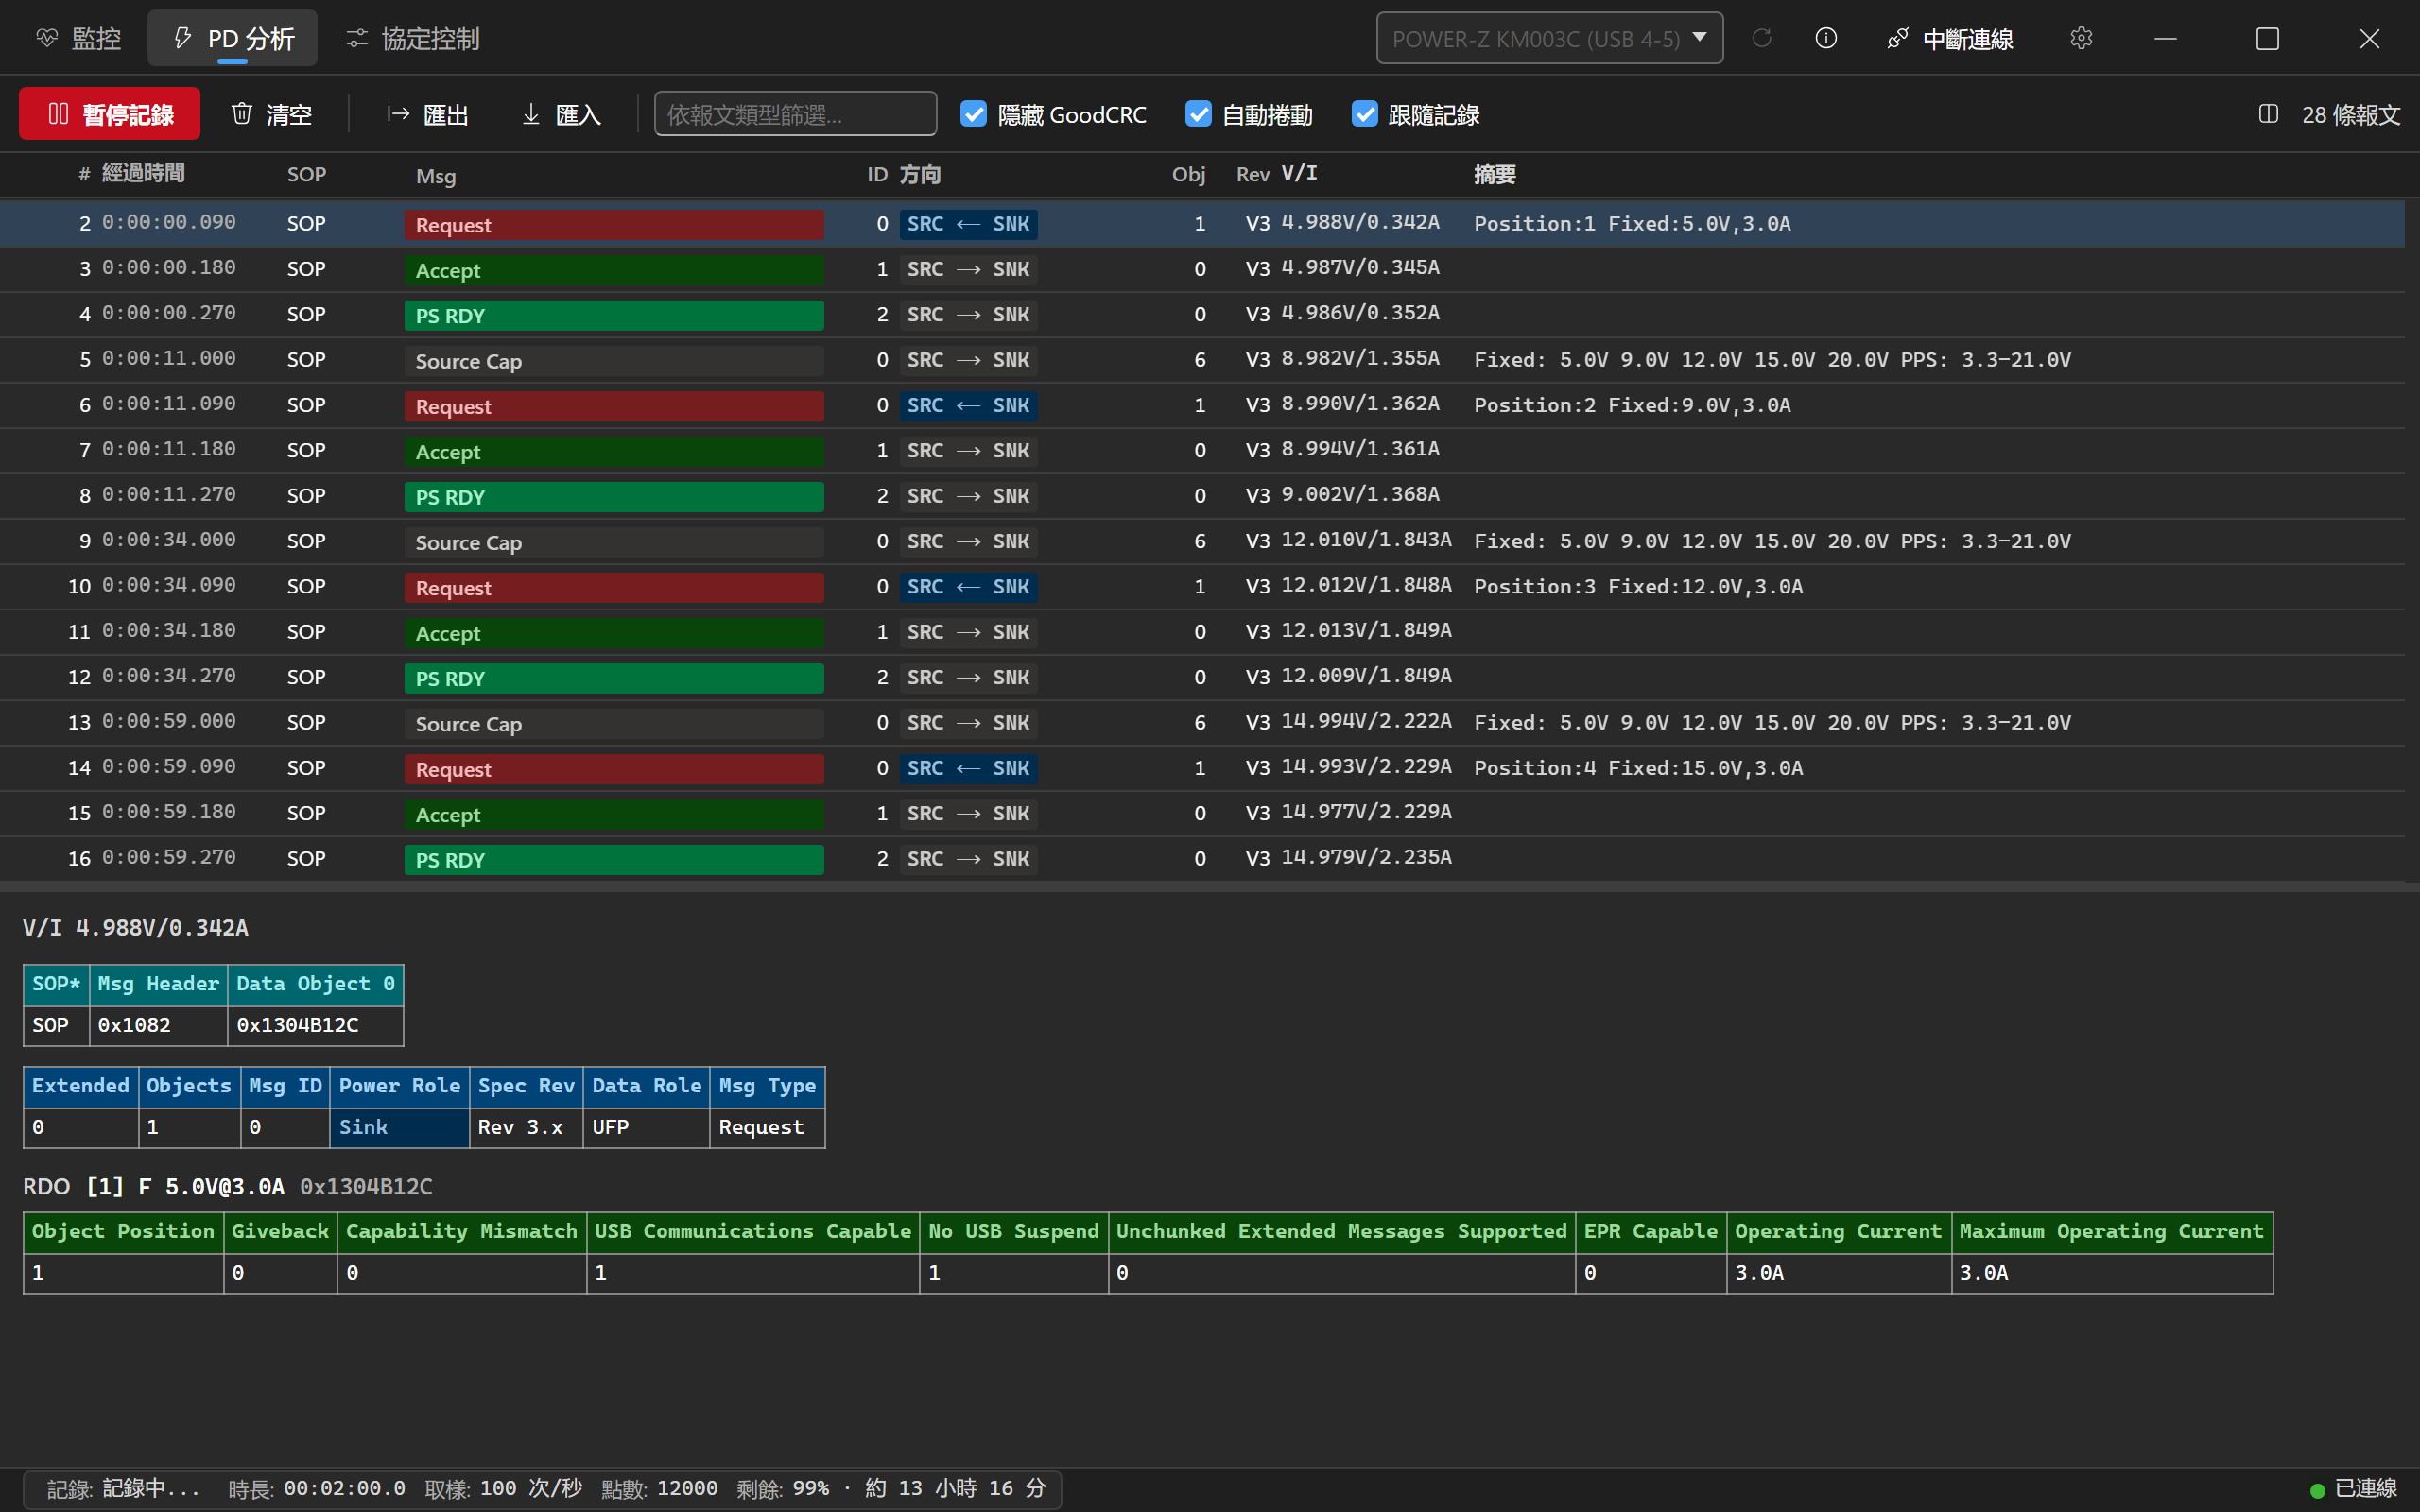 監控 PD 分析 協定控制 POWER-Z KM003C (USB 4-5) 中斷連線
暫停記錄 清空 匯出 匯入 依報文類型篩選... 隱藏 GoodCRC 自動捲動 跟隨記錄 28 條報文
# 經過時間 SOP Msg ID 方向 Obj Rev V/I 摘要
2 0:00:00.090 SOP Request 0 SRC ← SNK 1 V3 4.988V/0.342A Position:1 Fixed:5.0V,3.0A
3 0:00:00.180 SOP Accept 1 SRC → SNK 0 V3 4.987V/0.345A
4 0:00:00.270 SOP PS RDY 2 SRC → SNK 0 V3 4.986V/0.352A
5 0:00:11.000 SOP Source Cap 0 SRC → SNK 6 V3 8.982V/1.355A Fixed: 5.0V 9.0V 12.0V 15.0V 20.0V PPS: 3.3-21.0V
6 0:00:11.090 SOP Request 0 SRC ← SNK 1 V3 8.990V/1.362A Position:2 Fixed:9.0V,3.0A
7 0:00:11.180 SOP Accept 1 SRC → SNK 0 V3 8.994V/1.361A
8 0:00:11.270 SOP PS RDY 2 SRC → SNK 0 V3 9.002V/1.368A
9 0:00:34.000 SOP Source Cap 0 SRC → SNK 6 V3 12.010V/1.843A Fixed: 5.0V 9.0V 12.0V 15.0V 20.0V PPS: 3.3-21.0V
10 0:00:34.090 SOP Request 0 SRC ← SNK 1 V3 12.012V/1.848A Position:3 Fixed:12.0V,3.0A
11 0:00:34.180 SOP Accept 1 SRC → SNK 0 V3 12.013V/1.849A
12 0:00:34.270 SOP PS RDY 2 SRC → SNK 0 V3 12.009V/1.849A
13 0:00:59.000 SOP Source Cap 0 SRC → SNK 6 V3 14.994V/2.222A Fixed: 5.0V 9.0V 12.0V 15.0V 20.0V PPS: 3.3-21.0V
14 0:00:59.090 SOP Request 0 SRC ← SNK 1 V3 14.993V/2.229A Position:4 Fixed:15.0V,3.0A
15 0:00:59.180 SOP Accept 1 SRC → SNK 0 V3 14.977V/2.229A
16 0:00:59.270 SOP PS RDY 2 SRC → SNK 0 V3 14.979V/2.235A
V/I 4.988V/0.342A
SOP* Msg Header Data Object 0
SOP 0x1082 0x1304B12C
Extended Objects Msg ID Power Role Spec Rev Data Role Msg Type
0 1 0 Sink Rev 3.x UFP Request
RDO [1] F 5.0V@3.0A 0x1304B12C
Object Position Giveback Capability Mismatch USB Communications Capable No USB Suspend Unchunked Extended Messages Supported EPR Capable Operating Current Maximum Operating Current
1 0 0 1 1 0 0 3.0A 3.0A
記錄: 記錄中... 時長: 00:02:00.0 取樣: 100 次/秒 點數: 12000 剩餘: 99% · 約 13 小時 16 分 已連線